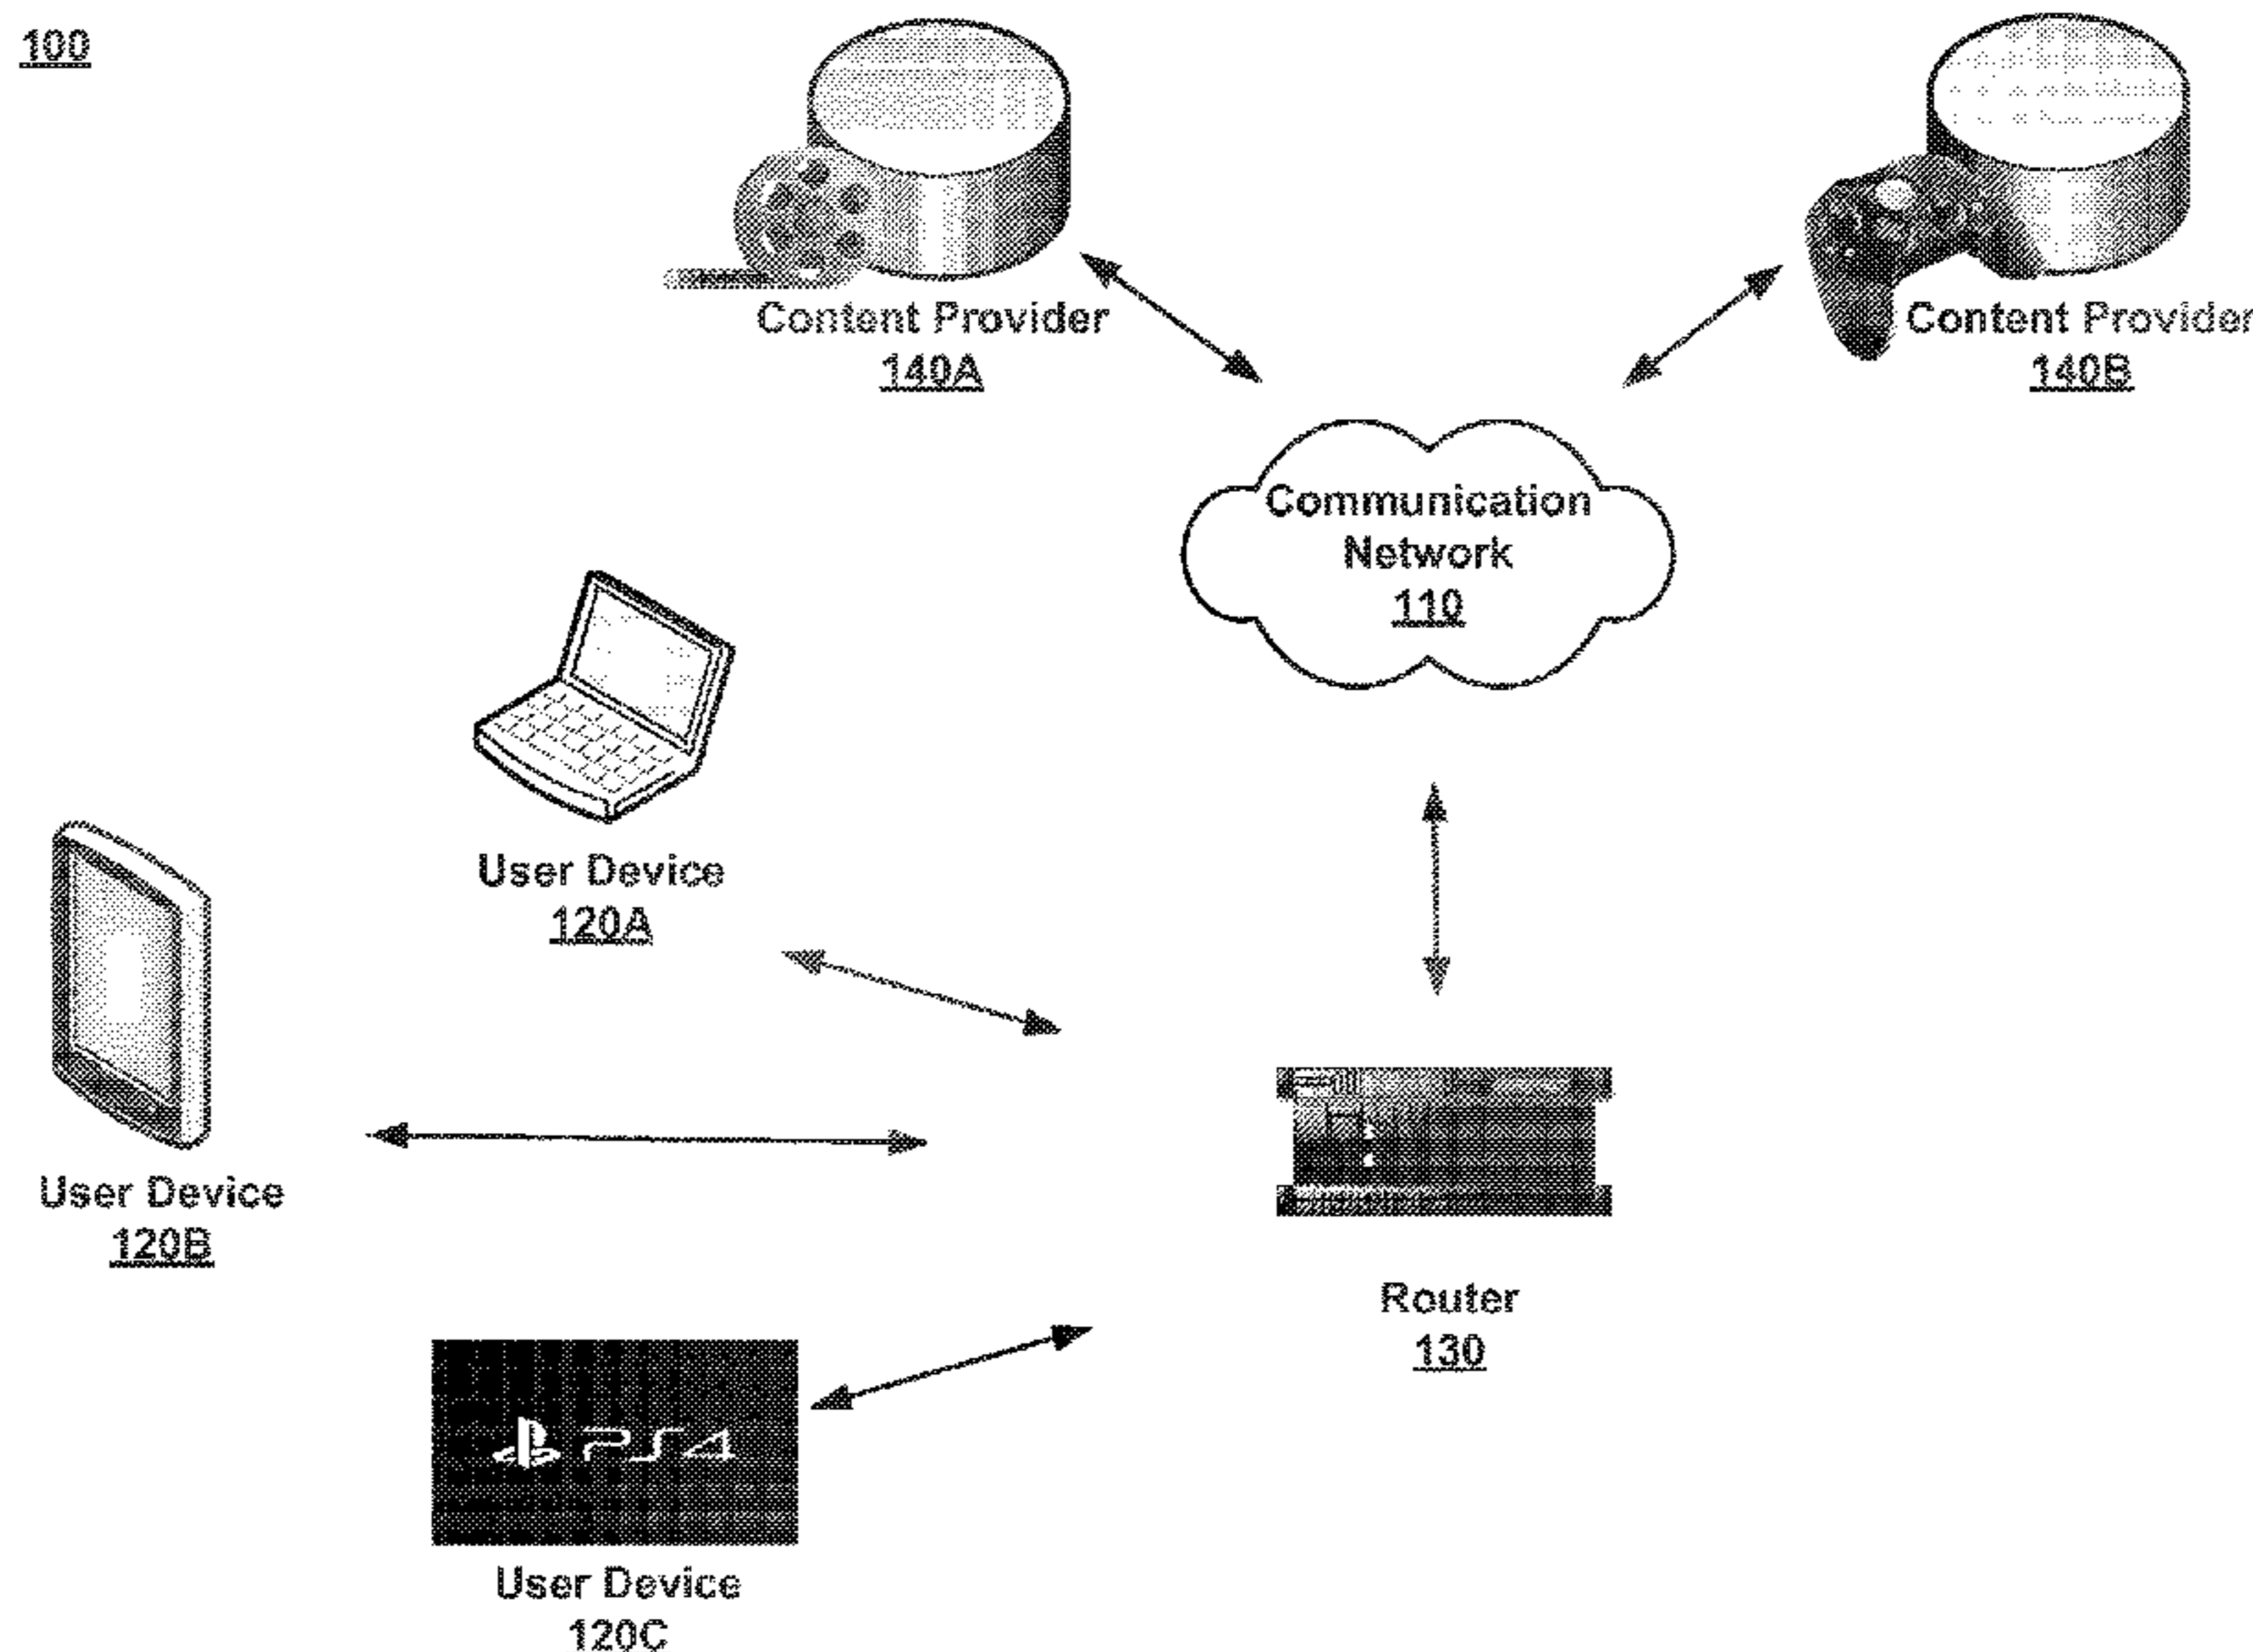 100
Content Provider
140A
Content Provider
140B
Communication
Network
110
User Device
120A
User Device
120B
Router
130
PS4
User Device
120C